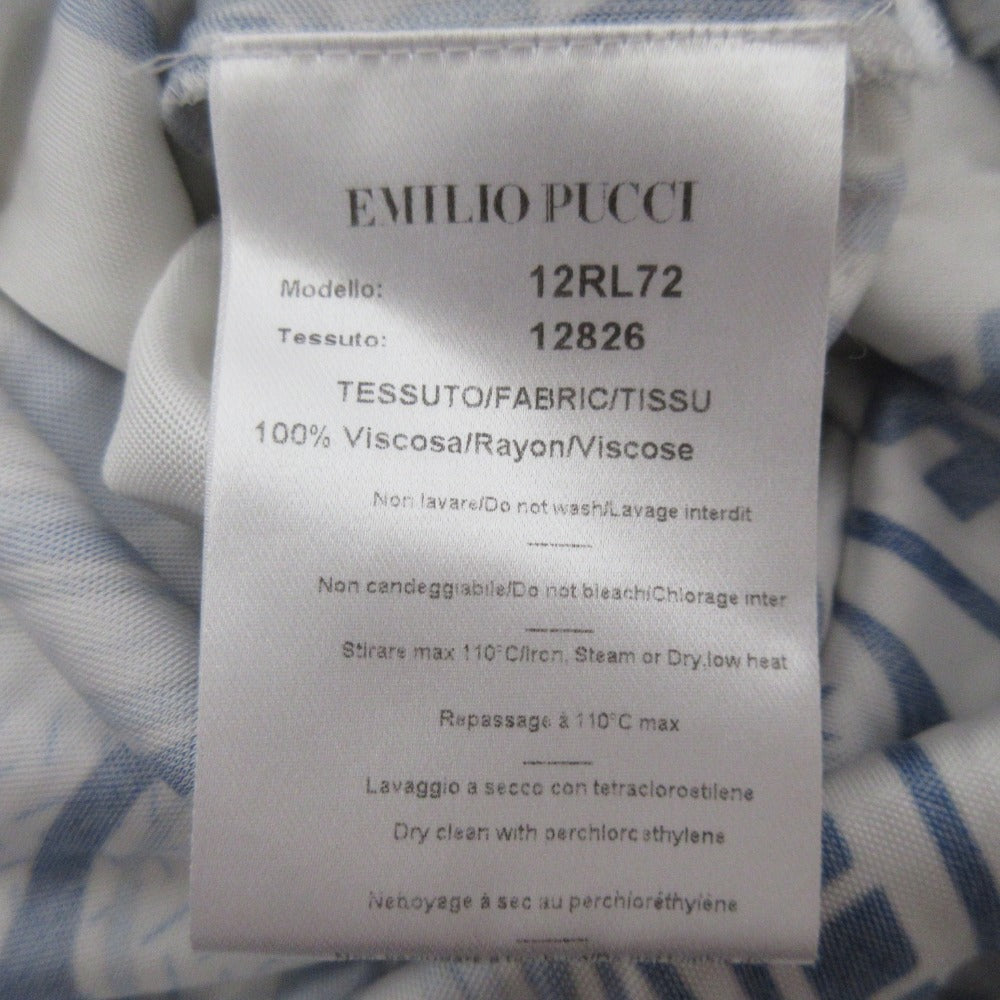 EMILIO PUCCI
Modello: 12RL72
Tessuto: 12826
TESSUTO/FABRIC/TISSU
100% Viscosa/Rayon/Viscose
Non lavare/Do not wash/Lavage interdit
Non candeggiabile/Do not bleach/Chlorage inter
Stirare max 110°C/Iron, Steam or Dry,low heat
Repassage à 110°C max
Lavaggio a secco con tetracloroetilene
Dry clean with perchloroethylene
Nettoyage à sec au perchloréthylène